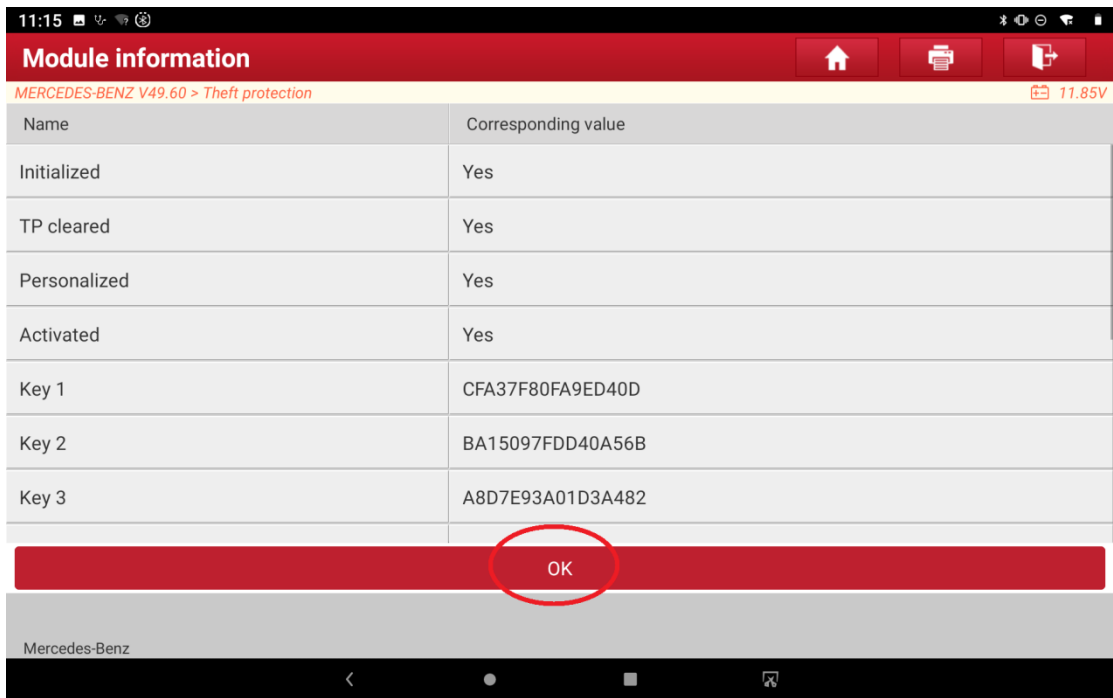 11:15
Module information
MERCEDES-BENZ V49.60 > Theft protection
11.85V
Name Corresponding value
Initialized Yes
TP cleared Yes
Personalized Yes
Activated Yes
Key 1 CFA37F80FA9ED40D
Key 2 BA15097FDD40A56B
Key 3 A8D7E93A01D3A482
OK
Mercedes-Benz